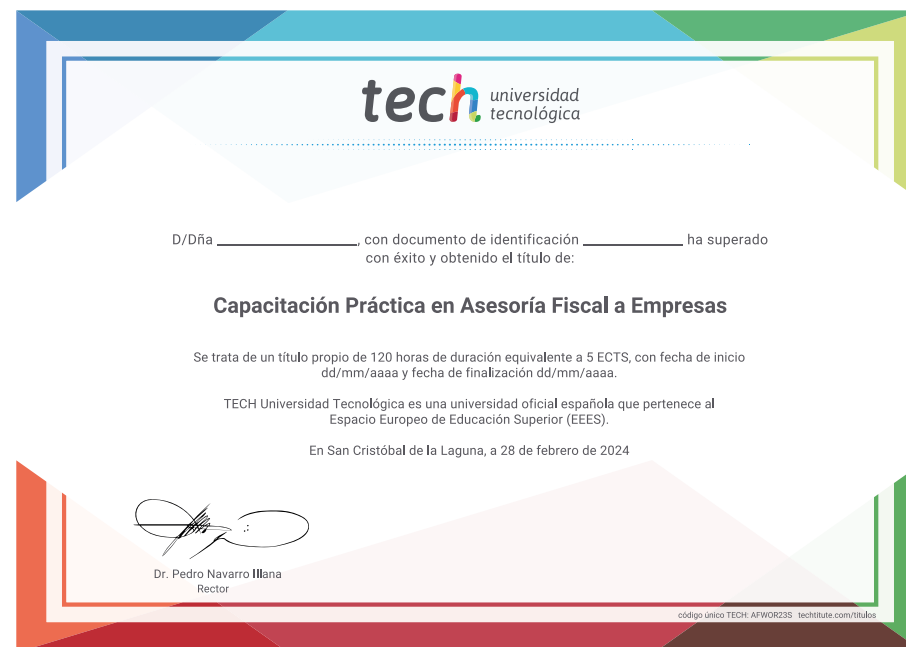 tech universidad
tecnológica
D/Dña ____________________, con documento de identificación ______________ ha superado
con éxito y obtenido el título de:
Capacitación Práctica en Asesoría Fiscal a Empresas
Se trata de un título propio de 120 horas de duración equivalente a 5 ECTS, con fecha de inicio
dd/mm/aaaa y fecha de finalización dd/mm/aaaa.
TECH Universidad Tecnológica es una universidad oficial española que pertenece al
Espacio Europeo de Educación Superior (EEES).
En San Cristóbal de la Laguna, a 28 de febrero de 2024
Dr. Pedro Navarro Illana
Rector
código único TECH: AFWOR23S techtitute.com/titulos